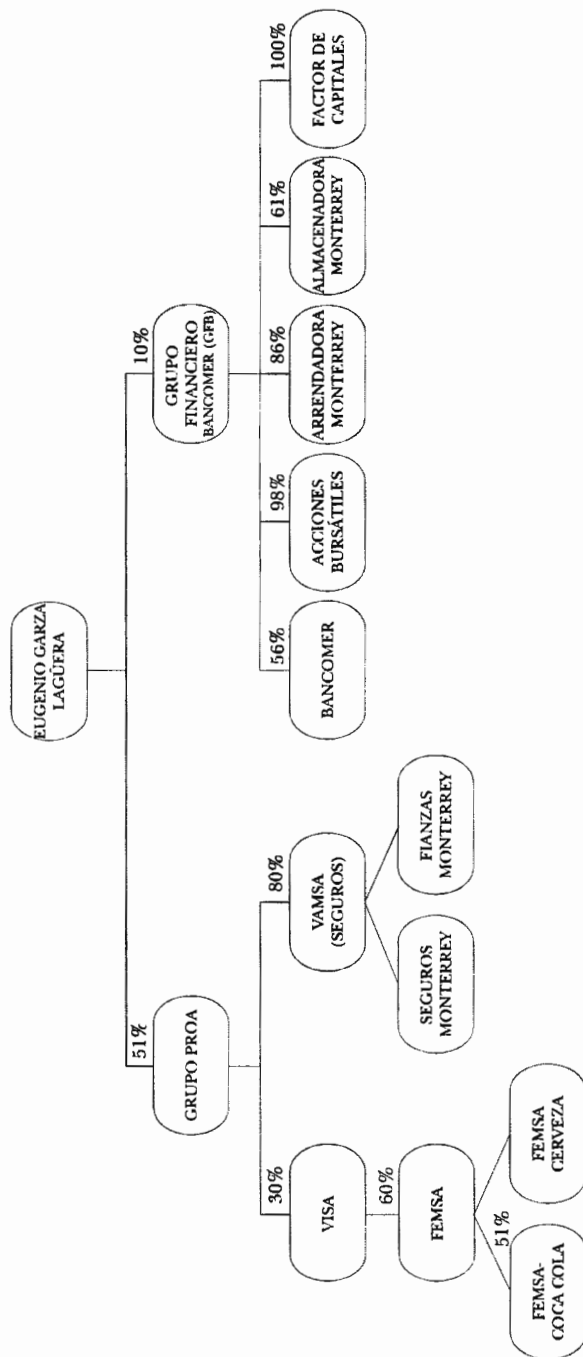 EUGENIO GARZA
LAGÜERA
51%
10%
GRUPO PROA
GRUPO
FINANCIERO
BANCOMER (GFB)
30%
80%
56%
98%
86%
61%
100%
VISA
VAMSA
(SEGUROS)
BANCOMER
ACCIONES
BURSÁTILES
ARRENDADORA
MONTERREY
ALMACENADORA
MONTERREY
FACTOR DE
CAPITALES
60%
FEMSA
SEGUROS
MONTERREY
FIANZAS
MONTERREY
51%
FEMSA-
COCA COLA
FEMSA
CERVEZA